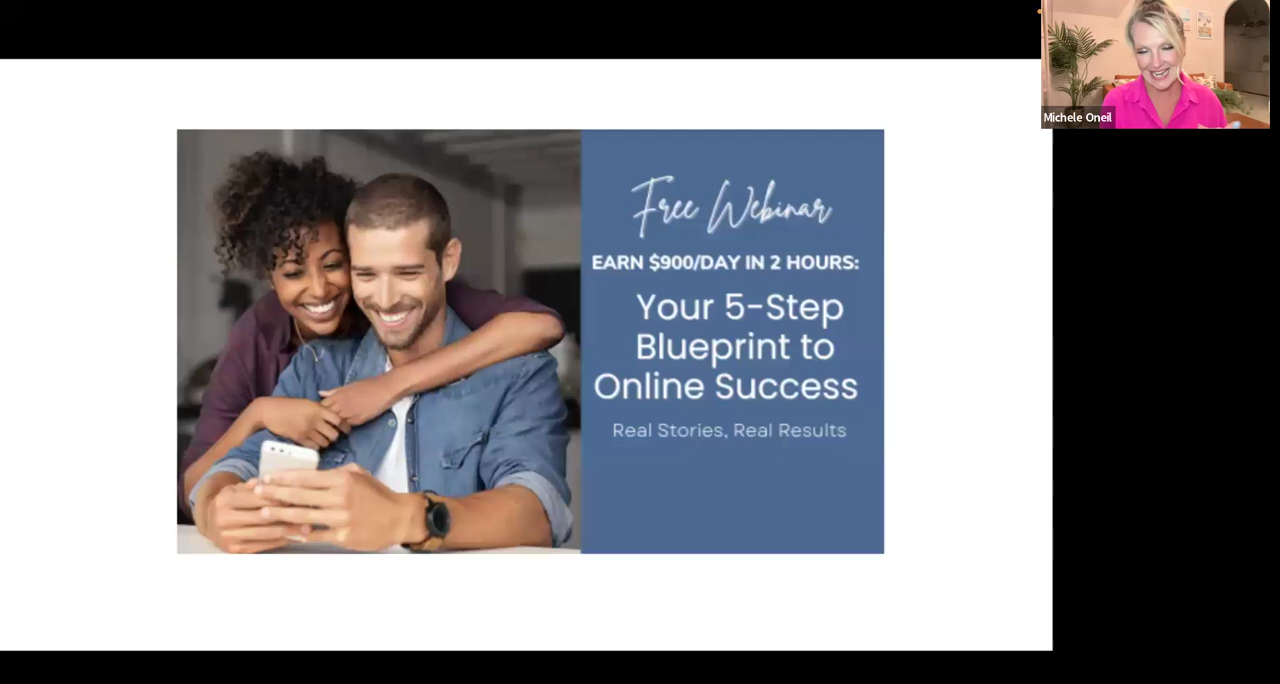 Michele Oneil
Free Webinar
EARN $900/DAY IN 2 HOURS:
Your 5-Step
Blueprint to
Online Success
Real Stories, Real Results